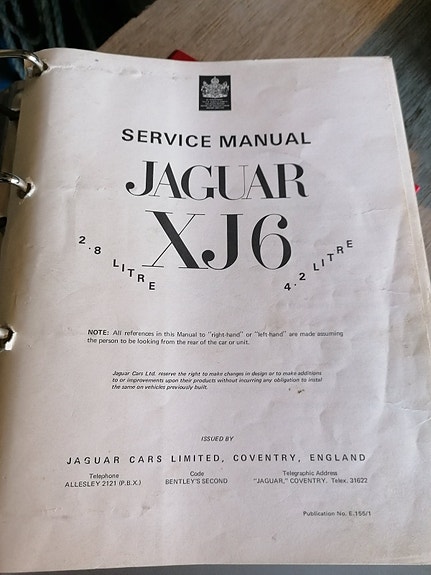 SERVICE MANUAL
JAGUAR
XJ6
2.8 LITRE
4.2 LITRE
NOTE: All references in this Manual to "right-hand" or "left-hand" are made assuming
the person to be looking from the rear of the car or unit.
Jaguar Cars Ltd. reserve the right to make changes in design or to make additions
to or improvements upon their products without incurring any obligation to instal
the same on vehicles previously built.
ISSUED BY
JAGUAR CARS LIMITED, COVENTRY, ENGLAND
Telephone Code Telegraphic Address
ALLESLEY 2121 (P.B.X.) BENTLEY'S SECOND "JAGUAR," COVENTRY. Telex. 31622
Publication No. E.155/1